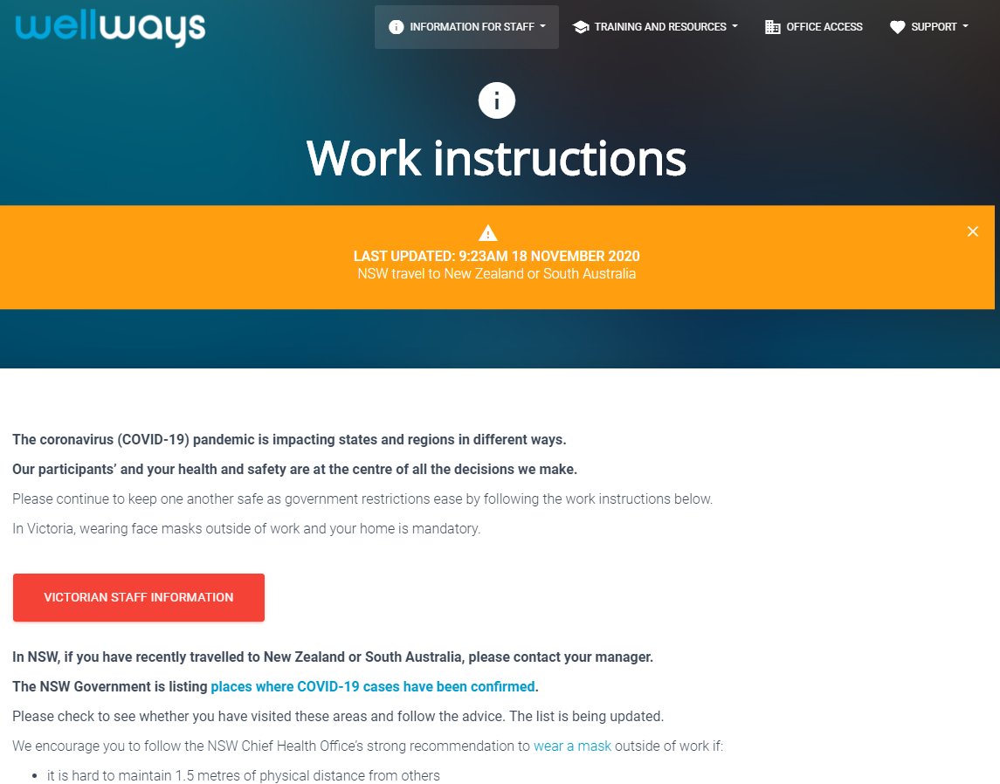 wellways
INFORMATION FOR STAFF
TRAINING AND RESOURCES
OFFICE ACCESS
SUPPORT
Work instructions
LAST UPDATED: 9:23AM 18 NOVEMBER 2020
NSW travel to New Zealand or South Australia
The coronavirus (COVID-19) pandemic is impacting states and regions in different ways.
Our participants’ and your health and safety are at the centre of all the decisions we make.
Please continue to keep one another safe as government restrictions ease by following the work instructions below.
In Victoria, wearing face masks outside of work and your home is mandatory.
VICTORIAN STAFF INFORMATION
In NSW, if you have recently travelled to New Zealand or South Australia, please contact your manager.
The NSW Government is listing places where COVID-19 cases have been confirmed.
Please check to see whether you have visited these areas and follow the advice. The list is being updated.
We encourage you to follow the NSW Chief Health Office’s strong recommendation to wear a mask outside of work if:
• it is hard to maintain 1.5 metres of physical distance from others